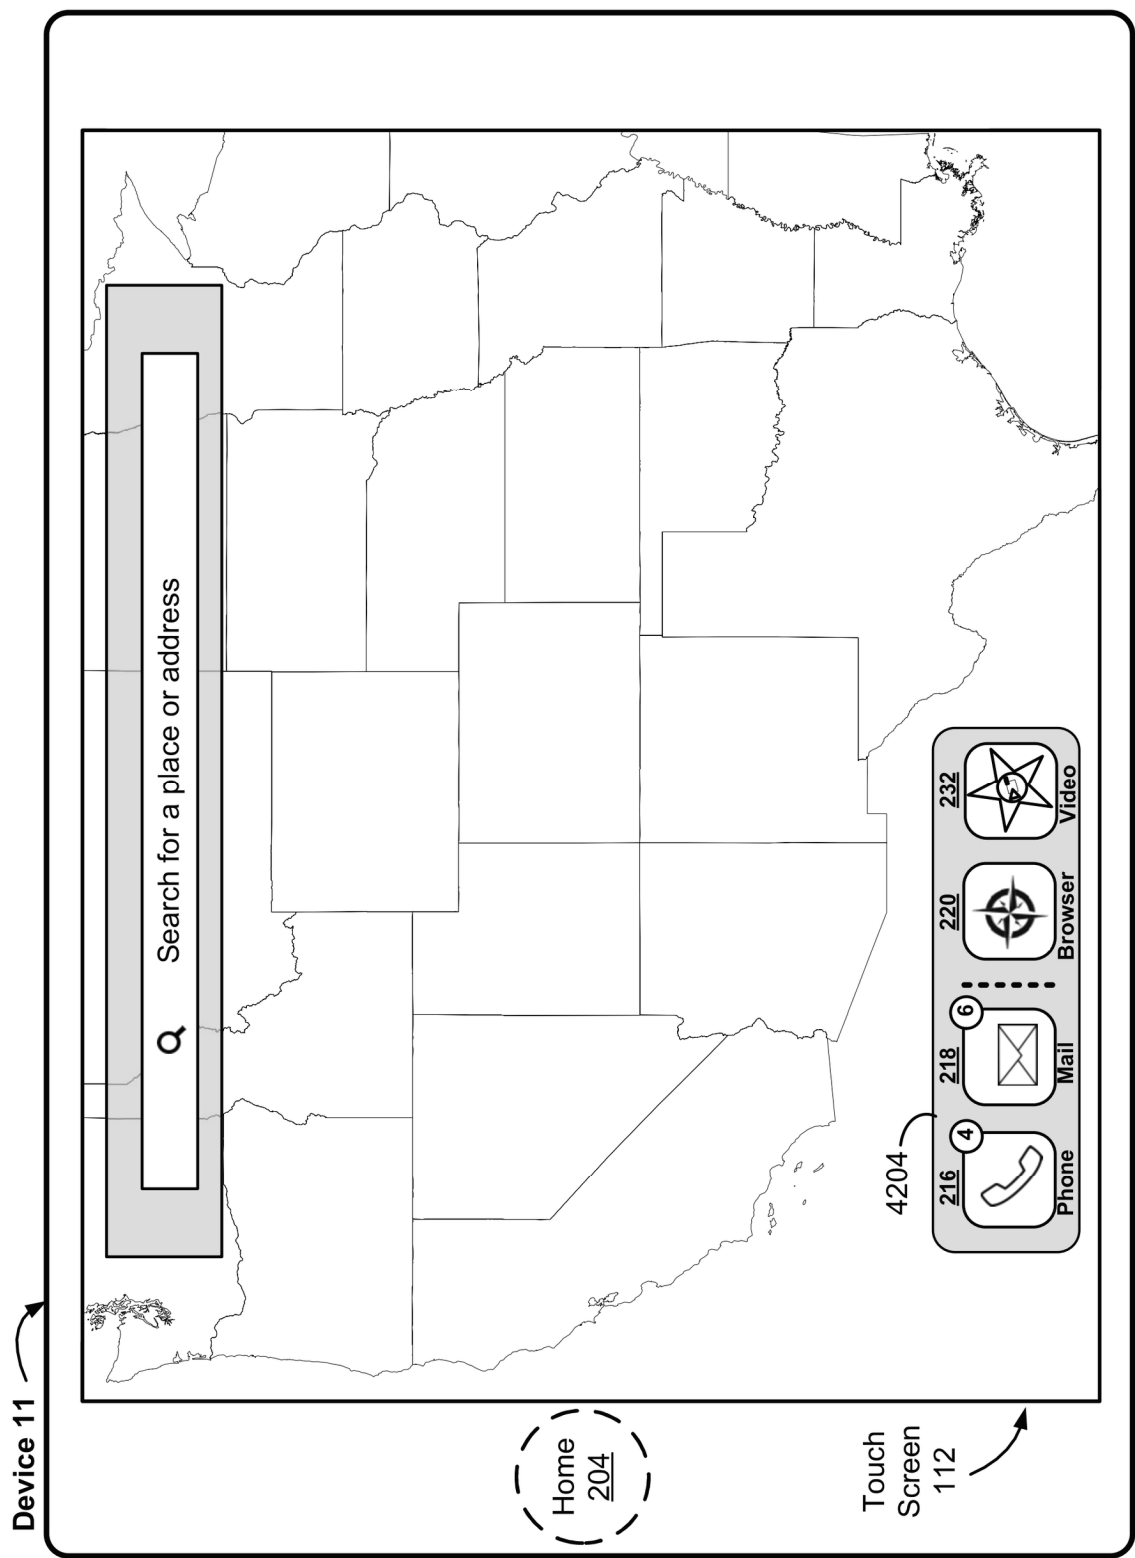 Device 11
Search for a place or address
4204
216
218
220
232
4
6
Phone
Mail
Browser
Video
Home
204
Touch
Screen
112